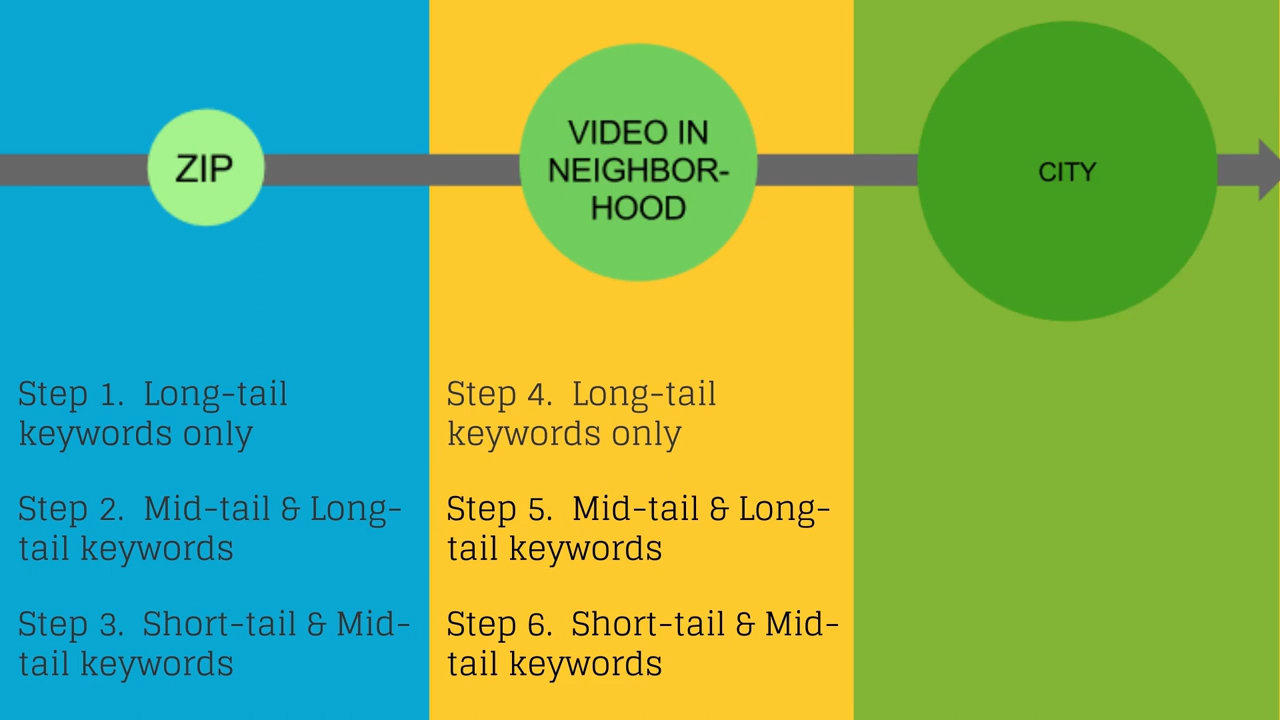 ZIP
VIDEO IN
NEIGHBOR-
HOOD
CITY
Step 1.  Long-tail
keywords only
Step 2.  Mid-tail & Long-
tail keywords
Step 3.  Short-tail & Mid-
tail keywords
Step 4.  Long-tail
keywords only
Step 5.  Mid-tail & Long-
tail keywords
Step 6.  Short-tail & Mid-
tail keywords